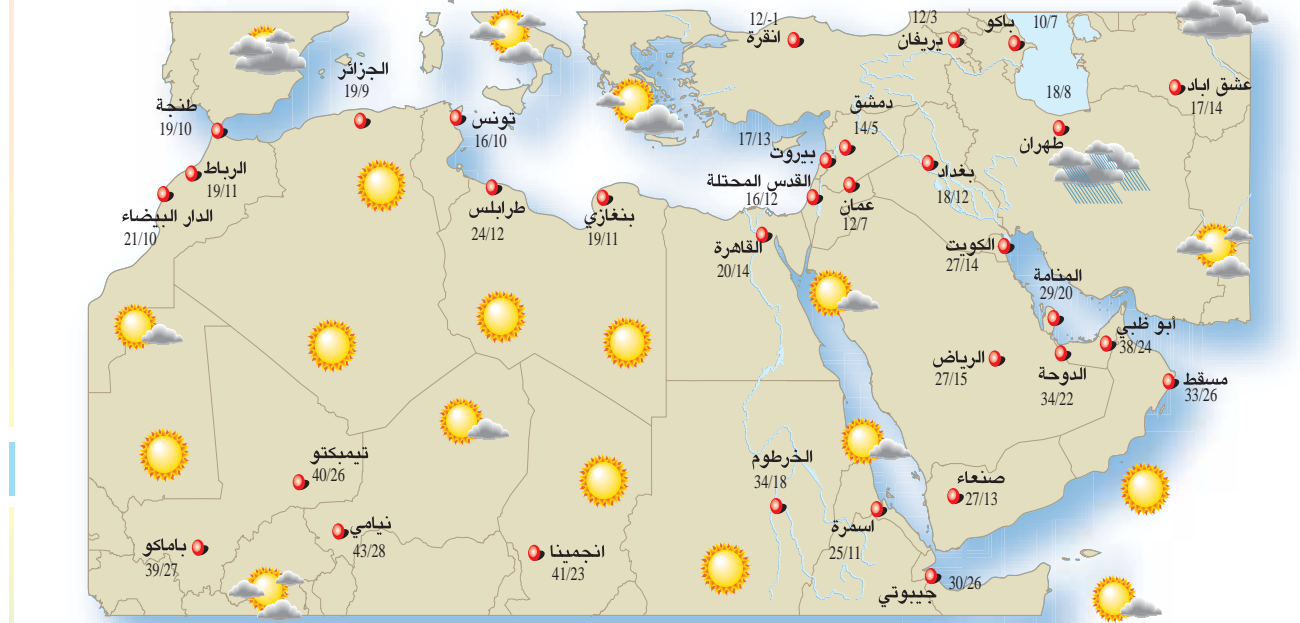 12/-1
انقرة
12/3
يريفان
باكو
10/7
18/8
عشق اباد
17/14
طهران
الجزائر
19/9
طنجة
19/10
تونس
16/10
دمشق
14/5
17/13
بيروت
بغداد
18/12
القدس المحتلة
16/12
عمان
12/7
الرباط
19/11
الدار البيضاء
21/10
طرابلس
24/12
بنغازي
19/11
القاهرة
20/14
الكويت
27/14
المنامة
29/20
أبو ظبي
38/24
الرياض
27/15
الدوحة
34/22
مسقط
33/26
تيمبكتو
40/26
الخرطوم
34/18
صنعاء
27/13
نيامي
43/28
باماكو
39/27
انجمينا
41/23
اسمرة
25/11
جيبوتي
30/26